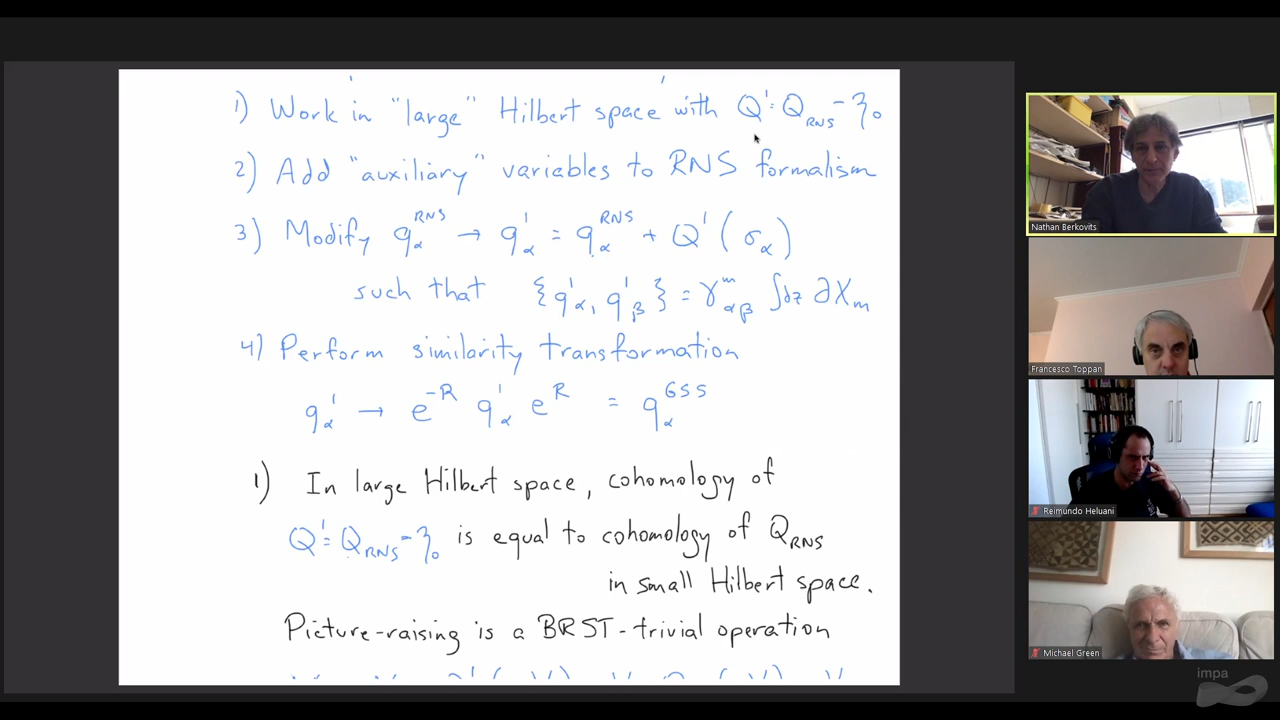 1) Work in "large" Hilbert space with Q' = Q_RNS - η₀
2) Add "auxiliary" variables to RNS formalism
3) Modify q_α^RNS → q'_α = q_α^RNS + Q' (σ_α)
such that {q'_α, q'_β} = γ^m_αβ ∫dz ∂X_m
4) Perform similarity transformation
q'_α → e^-R q'_α e^R = q_α^GSS
1) In large Hilbert space, cohomology of
Q' = Q_RNS - η₀ is equal to cohomology of Q_RNS
in small Hilbert space.
Picture-raising is a BRST-trivial operation
Nathan Berkovits
Francesco Toppan
Reimundo Heluani
Michael Green
impa